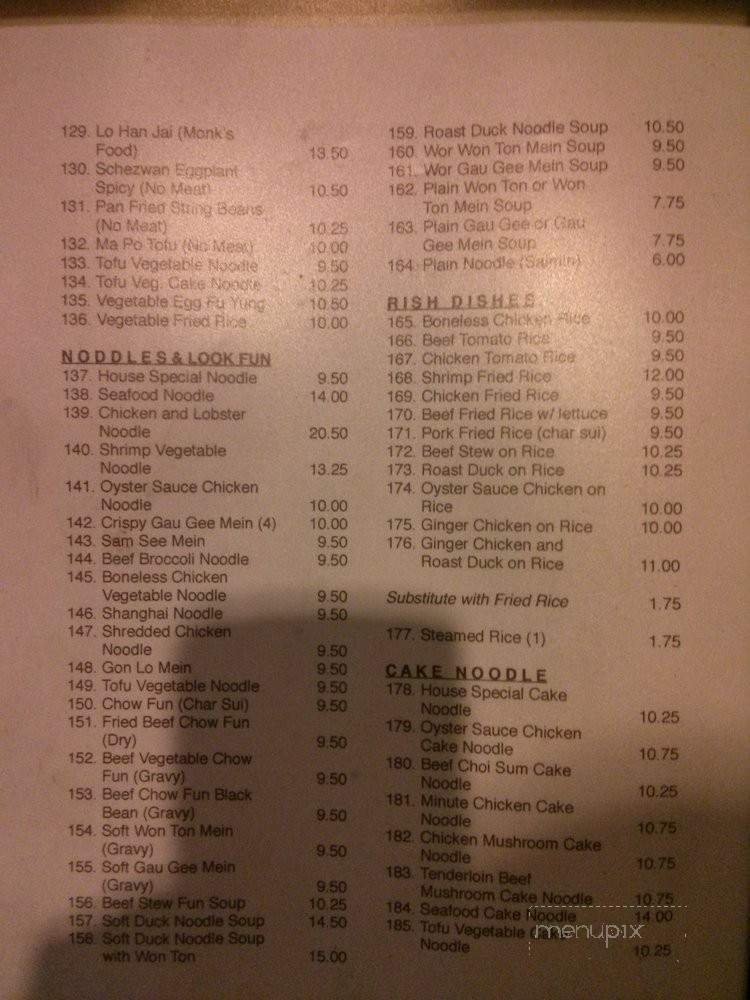 129. Lo Han Jai (Monk's
Food) 13.50
130. Schezwan Eggplant
Spicy (No Meat) 10.50
131. Pan Fried String Beans
(No Meat) 10.25
132. Ma Po Tofu (No Meat) 10.00
133. Tofu Vegetable Noodle 9.50
134. Tofu Veg. Cake Noodle 10.25
135. Vegetable Egg Fu Yung 10.50
136. Vegetable Fried Rice 10.00
NODDLES & LOOK FUN
137. House Special Noodle 9.50
138. Seafood Noodle 14.00
139. Chicken and Lobster
Noodle 20.50
140. Shrimp Vegetable
Noodle 13.25
141. Oyster Sauce Chicken
Noodle 10.00
142. Crispy Gau Gee Mein (4) 10.00
143. Sam See Mein 9.50
144. Beef Broccoli Noodle 9.50
145. Boneless Chicken
Vegetable Noodle 9.50
146. Shanghai Noodle 9.50
147. Shredded Chicken
Noodle 9.50
148. Gon Lo Mein 9.50
149. Tofu Vegetable Noodle 9.50
150. Chow Fun (Char Sui) 9.50
151. Fried Beef Chow Fun
(Dry) 9.50
152. Beef Vegetable Chow
Fun (Gravy) 9.50
153. Beef Chow Fun Black
Bean (Gravy) 9.50
154. Soft Won Ton Mein
(Gravy) 9.50
155. Soft Gau Gee Mein
(Gravy) 9.50
156. Beef Stew Fun Soup 10.25
157. Soft Duck Noodle Soup 14.50
158. Soft Duck Noodle Soup
with Won Ton 15.00
159. Roast Duck Noodle Soup 10.50
160. Wor Won Ton Mein Soup 9.50
161. Wor Gau Gee Mein Soup 9.50
162. Plain Won Ton or Won
Ton Mein Soup 7.75
163. Plain Gau Gee or Gau
Gee Mein Soup 7.75
164. Plain Noodle (Saimin) 6.00
RISH DISHES
165. Boneless Chicken Rice 10.00
166. Beef Tomato Rice 9.50
167. Chicken Tomato Rice 9.50
168. Shrimp Fried Rice 12.00
169. Chicken Fried Rice 9.50
170. Beef Fried Rice w/ lettuce 9.50
171. Pork Fried Rice (char sui) 9.50
172. Beef Stew on Rice 10.25
173. Roast Duck on Rice 10.25
174. Oyster Sauce Chicken on
Rice 10.00
175. Ginger Chicken on Rice 10.00
176. Ginger Chicken and
Roast Duck on Rice 11.00
Substitute with Fried Rice 1.75
177. Steamed Rice (1) 1.75
CAKE NOODLE
178. House Special Cake
Noodle 10.25
179. Oyster Sauce Chicken
Cake Noodle 10.75
180. Beef Choi Sum Cake
Noodle 10.25
181. Minute Chicken Cake
Noodle 10.75
182. Chicken Mushroom Cake
Noodle 10.75
183. Tenderloin Beef
Mushroom Cake Noodle 10.75
184. Seafood Cake Noodle 14.00
185. Tofu Vegetable Cake
Noodle 10.25
menupix